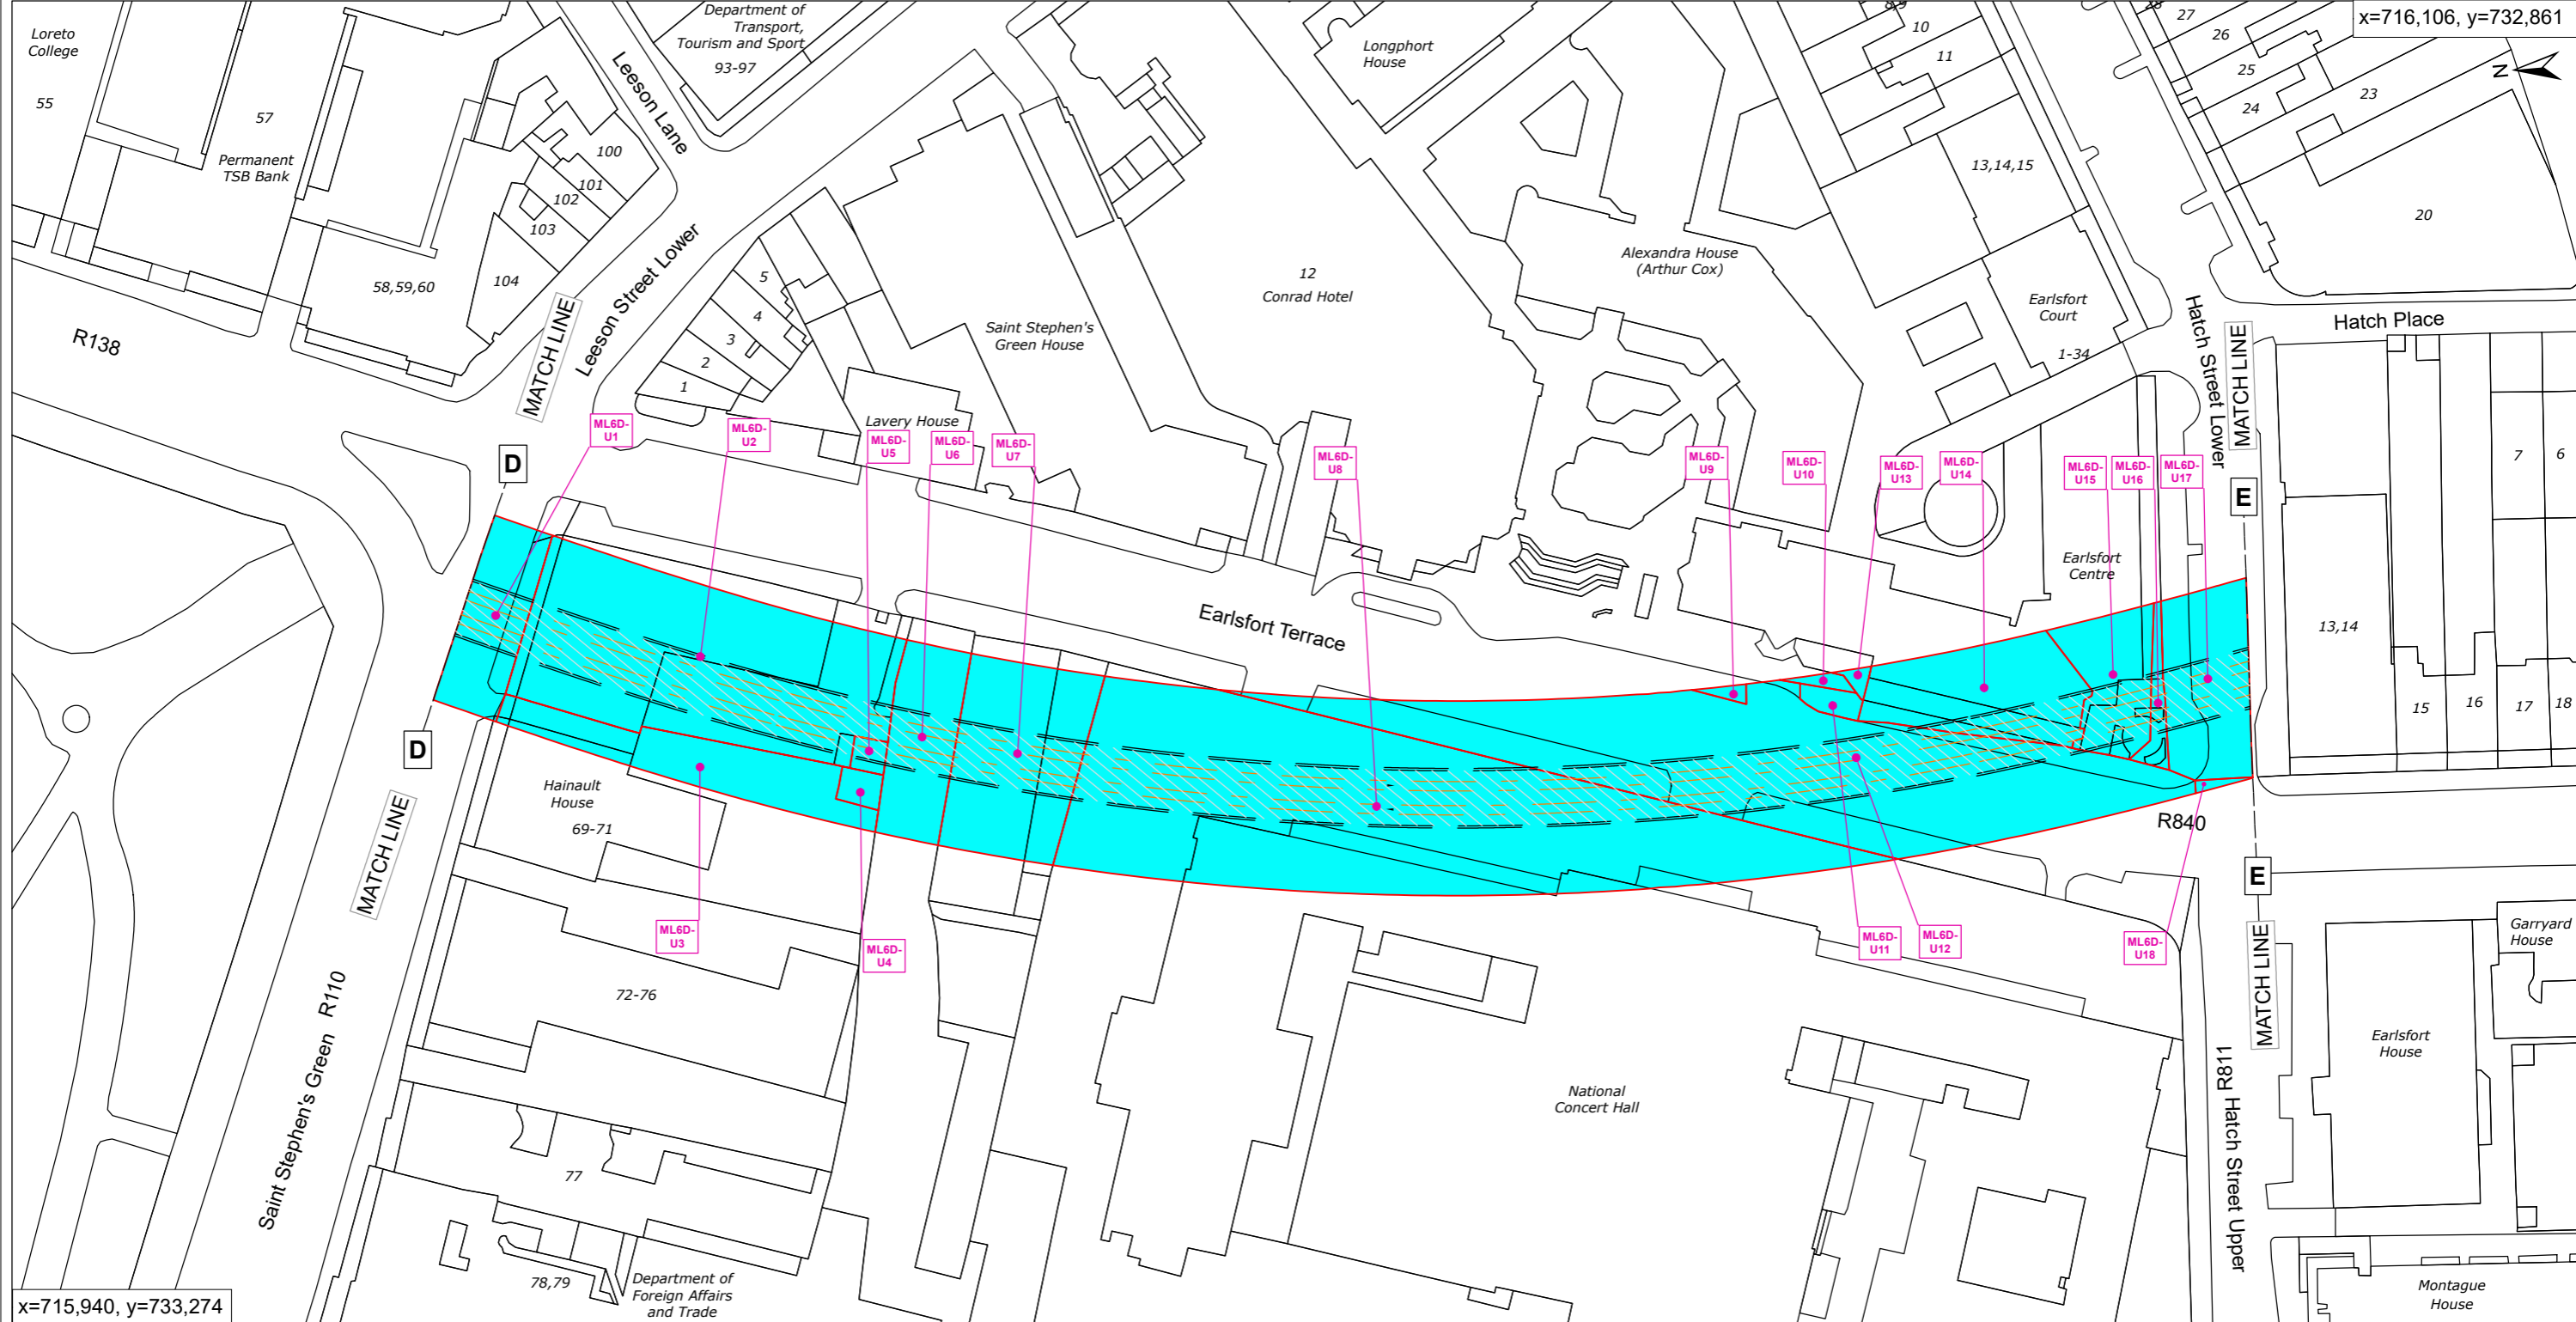 Loreto
College
55
57
Permanent
TSB Bank
Department of
Transport,
Tourism and Sport
93-97
Leeson Lane
100
101
102
103
104
58,59,60
R138
MATCH LINE
Leeson Street Lower
5
4
3
2
1
Saint Stephen's
Green House
Lavery House
12
Conrad Hotel
Longphort
House
Alexandra House
(Arthur Cox)
8,9
10
11
13,14,15
Earlsfort
Court
1-34
27
26
25
24
23
20
x=716,106, y=732,861
N
Hatch Place
Hatch Street Lower
MATCH LINE
7
6
13,14
15
16
17
18
D
E
ML6D-
U1
ML6D-
U2
ML6D-
U5
ML6D-
U6
ML6D-
U7
ML6D-
U8
ML6D-
U9
ML6D-
U10
ML6D-
U13
ML6D-
U14
ML6D-
U15
ML6D-
U16
ML6D-
U17
Earlsfort
Centre
Earlsfort Terrace
D
MATCH LINE
Hainault
House
69-71
ML6D-
U3
ML6D-
U4
ML6D-
U11
ML6D-
U12
ML6D-
U18
R840
E
MATCH LINE
72-76
77
78,79
Department of
Foreign Affairs
and Trade
Saint Stephen's Green R110
National
Concert Hall
R811 Hatch Street Upper
Garryard
House
Earlsfort
House
Montague
House
x=715,940, y=733,274